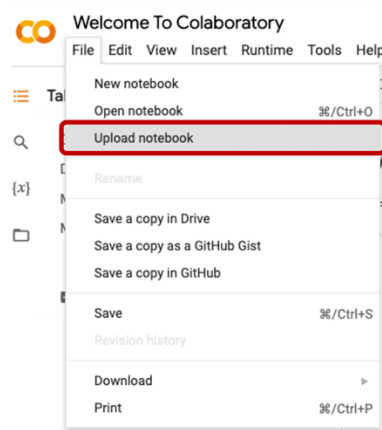 Welcome To Colaboratory
File Edit View Insert Runtime Tools Help
Ta
New notebook
Open notebook ⌘/Ctrl+O
Upload notebook
Rename
{x}
Save a copy in Drive
Save a copy as a GitHub Gist
Save a copy in GitHub
Save ⌘/Ctrl+S
Revision history
Download ►
Print ⌘/Ctrl+P